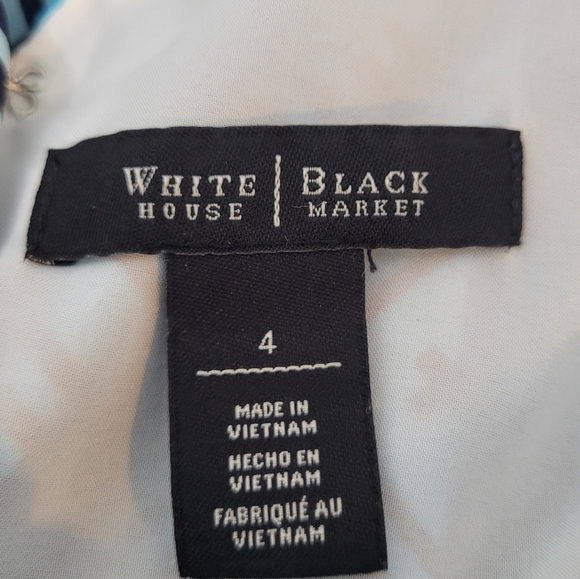 WHITE | BLACK
HOUSE | MARKET
4
MADE IN
VIETNAM
HECHO EN
VIETNAM
FABRIQUÉ AU
VIETNAM